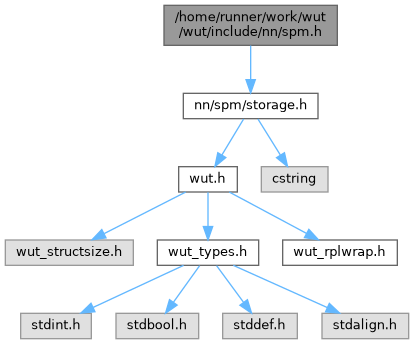 /home/runner/work/wut
/wut/include/nn/spm.h
nn/spm/storage.h
wut.h
cstring
wut_structsize.h
wut_types.h
wut_rplwrap.h
stdint.h
stdbool.h
stddef.h
stdalign.h